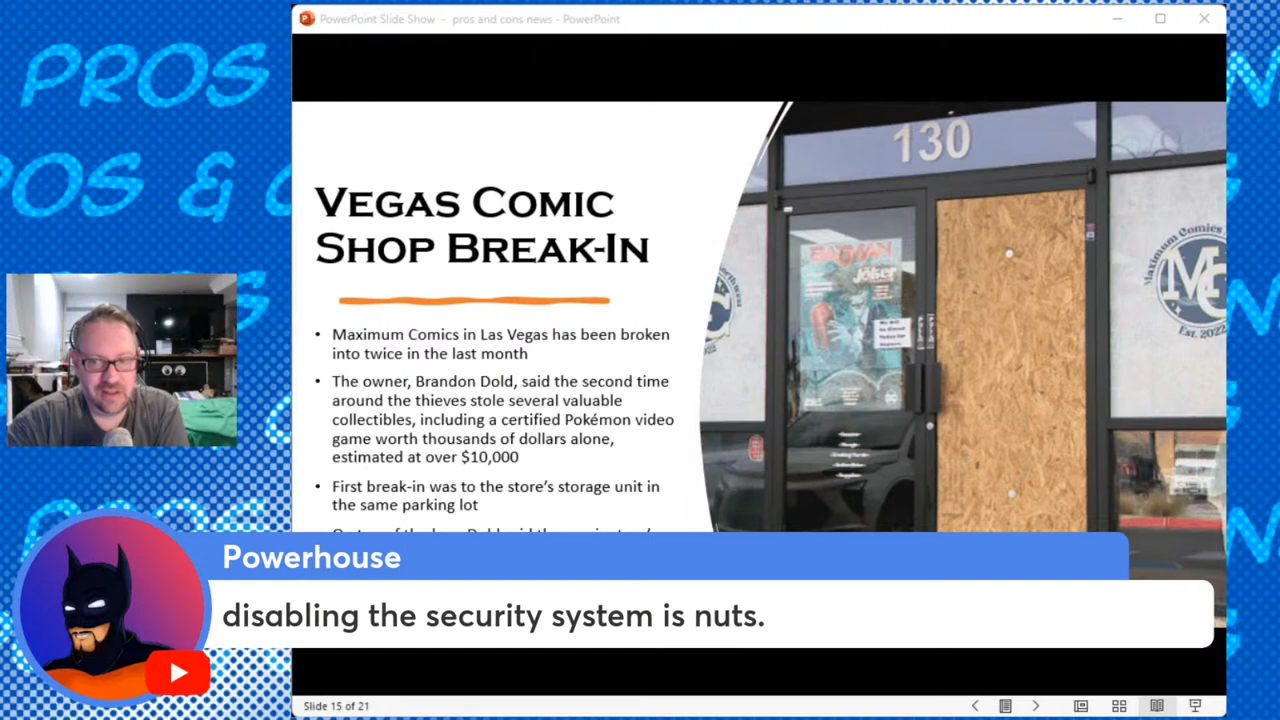 PowerPoint Slide Show - pros and cons news - PowerPoint
PROS
OS &
130
VEGAS COMIC
SHOP BREAK-IN
BATMAN
Joker
Maximum Comics
MC
Est. 2022
• Maximum Comics in Las Vegas has been broken
into twice in the last month
• The owner, Brandon Dold, said the second time
around the thieves stole several valuable
collectibles, including a certified Pokémon video
game worth thousands of dollars alone,
estimated at over $10,000
• First break-in was to the store's storage unit in
the same parking lot
Powerhouse
disabling the security system is nuts.
Slide 15 of 21